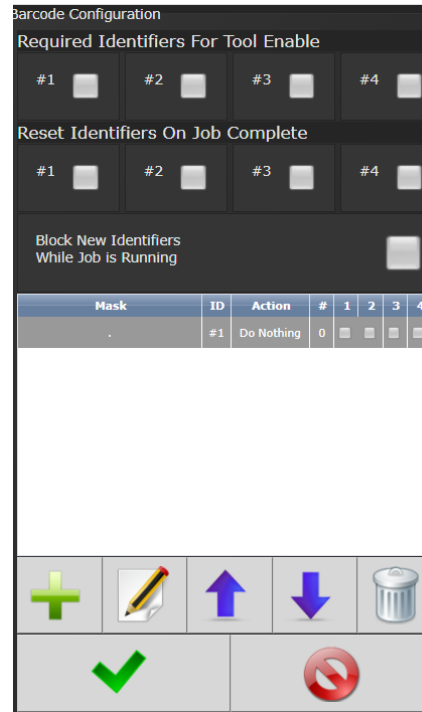 Barcode Configuration
Required Identifiers For Tool Enable
#1 #2 #3 #4
Reset Identifiers On Job Complete
#1 #2 #3 #4
Block New Identifiers
While Job is Running
Mask ID Action # 1 2 3 4
. #1 Do Nothing 0